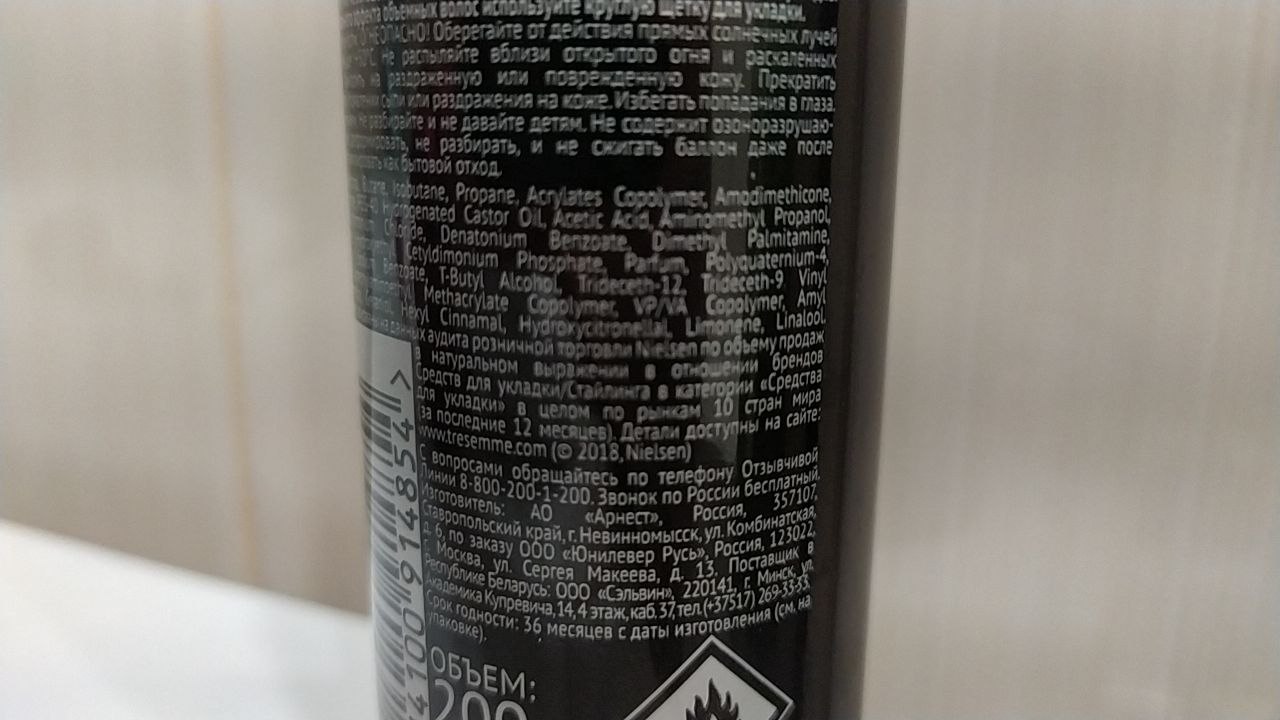 эффекта объемных волос используйте круглую щетку для укладки.
ОГНЕОПАСНО! Оберегайте от действия прямых солнечных лучей
Не распыляйте вблизи открытого огня и раскаленных
на раздраженную или поврежденную кожу. Прекратить
сыпи или раздражения на коже. Избегать попадания в глаза.
Не разбирайте и не давайте детям. Не содержит озоноразрушаю-
не разбирать, и не сжигать баллон даже после
как бытовой отход.
Butane, Isobutane, Propane, Acrylates Copolymer, Amodimethicone,
Hydrogenated Castor Oil, Acetic Acid, Aminomethyl Propanol,
Chloride, Denatonium Benzoate, Dimethyl Palmitamine,
Cetyldimonium Phosphate, Parfum, Polyquaternium-4,
Benzoate, T-Butyl Alcohol, Trideceth-12, Trideceth-9, Vinyl
Methacrylate Copolymer, VP/VA Copolymer, Amyl
Hexyl Cinnamal, Hydroxycitronellal, Limonene, Linalool.
на данных аудита розничной торговли Nielsen по объему продаж
в натуральном выражении в отношении брендов
Средств для укладки/Стайлинга в категории «Средства
для укладки» в целом по рынкам 10 стран мира
(за последние 12 месяцев). Детали доступны на сайте:
www.tresemme.com (© 2018, Nielsen)
С вопросами обращайтесь по телефону Отзывчивой
Линии 8-800-200-1-200. Звонок по России бесплатный.
Изготовитель: АО «Арнест», Россия, 357107,
Ставропольский край, г. Невинномысск, ул. Комбинатская,
д. 6, по заказу ООО «Юнилевер Русь», Россия, 123022,
г. Москва, ул. Сергея Макеева, д. 13. Поставщик в
Республике Беларусь: ООО «Сэльвин», 220141, г. Минск, ул.
Академика Купревича, 14, 4 этаж, каб. 37, тел. (+37517) 269-33-33.
Срок годности: 36 месяцев с даты изготовления (см. на
упаковке).
4100914854 >
ОБЪЕМ:
200